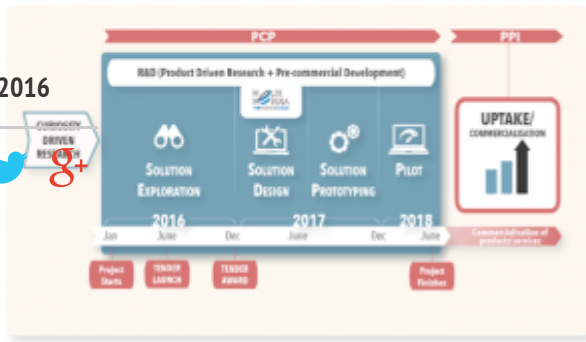 PCP
PPI
R&D (Product Driven Research + Pre-commercial Development)
2016
CURIOSITY
DRIVEN
RESEARCH
g+
SOLUTION
EXPLORATION
SOLUTION
DESIGN
SOLUTION
PROTOTYPING
PILOT
UPTAKE/
COMMERCIALISATION
2016
2017
2018
Jan
June
Dec
June
Dec
June
Commercialization of
products/services
Project
Starts
TENDER
LAUNCH
TENDER
AWARD
Project
Finishes